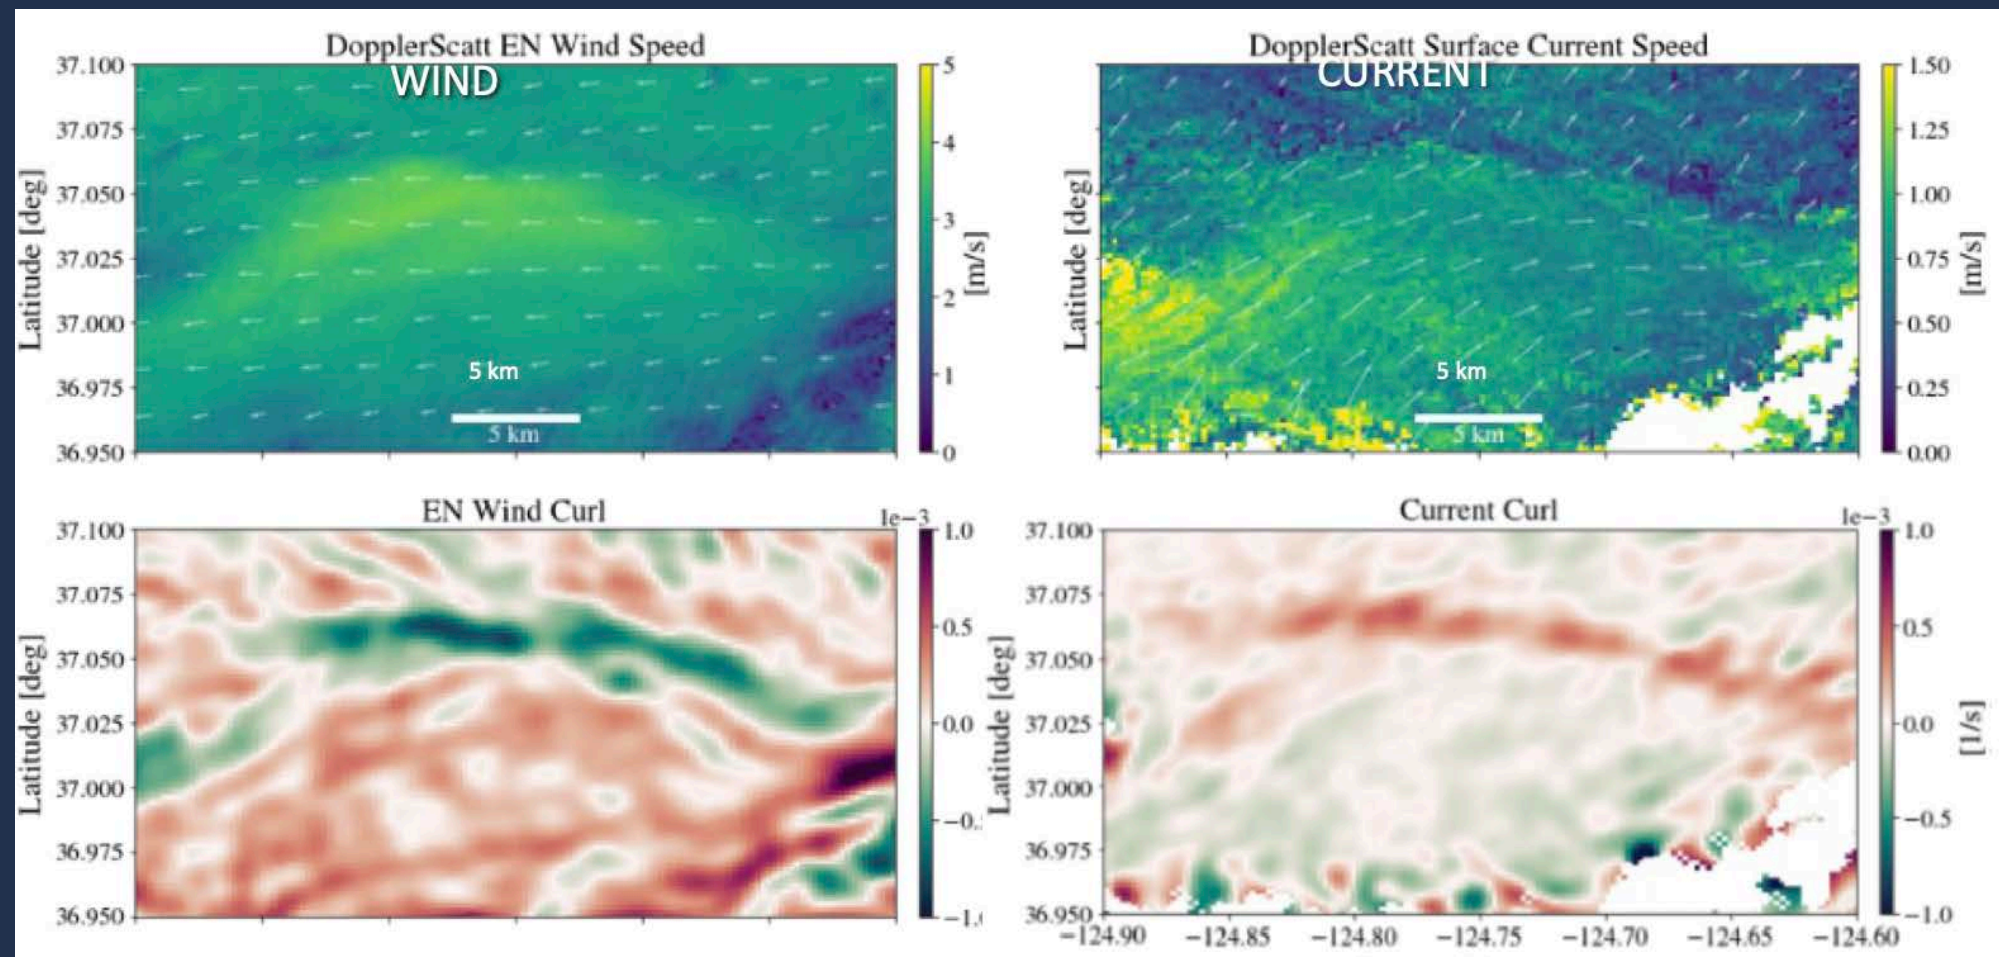 DopplerScatt EN Wind Speed
WIND
37.100
37.075
37.050
37.025
37.000
36.975
36.950
Latitude [deg]
5 km
5 km
5
4
3
2
1
0
[m/s]
DopplerScatt Surface Current Speed
CURRENT
Latitude [deg]
5 km
5 km
1.50
1.25
1.00
0.75
0.50
0.25
0.00
[m/s]
EN Wind Curl
37.100
37.075
37.050
37.025
37.000
36.975
36.950
Latitude [deg]
1e−3
1.0
0.5
0.0
−0.
−1.
Current Curl
37.100
37.075
37.050
37.025
37.000
36.975
36.950
Latitude [deg]
−124.90 −124.85 −124.80 −124.75 −124.70 −124.65 −124.60
1e−3
1.0
0.5
0.0
−0.5
−1.0
[1/s]